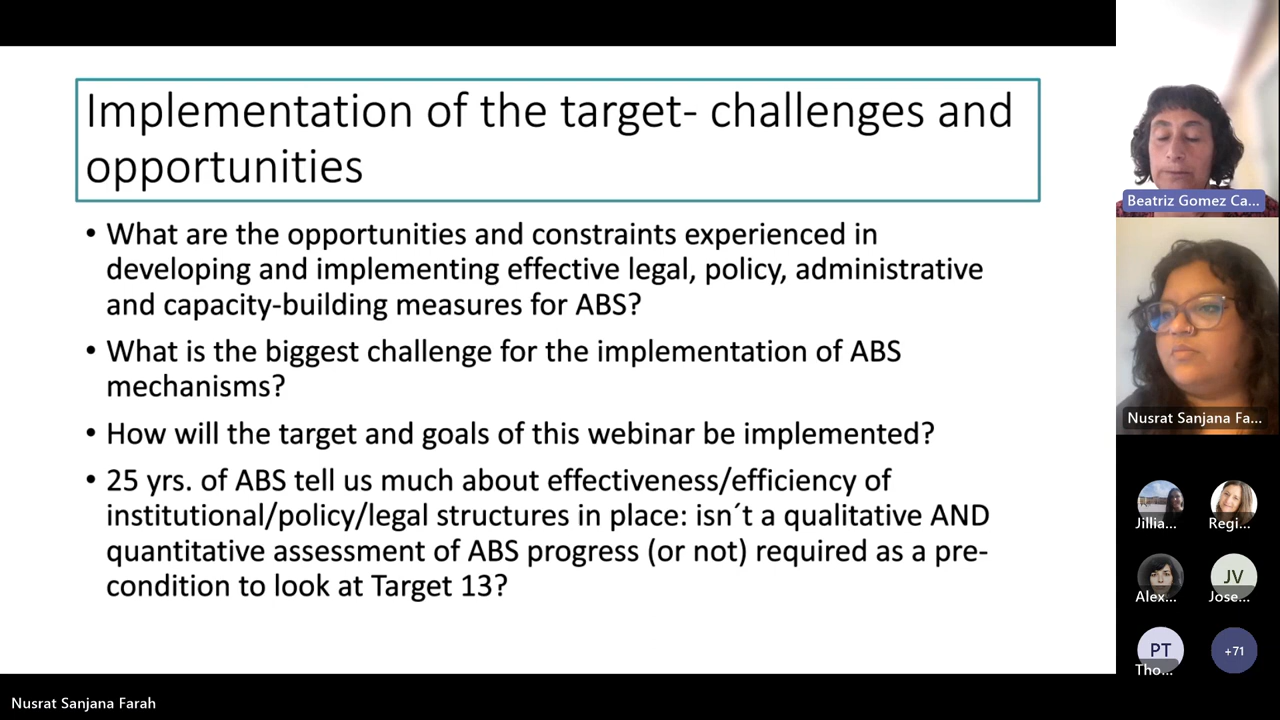 Implementation of the target- challenges and
opportunities
• What are the opportunities and constraints experienced in
developing and implementing effective legal, policy, administrative
and capacity-building measures for ABS?
• What is the biggest challenge for the implementation of ABS
mechanisms?
• How will the target and goals of this webinar be implemented?
• 25 yrs. of ABS tell us much about effectiveness/efficiency of
institutional/policy/legal structures in place: isn´t a qualitative AND
quantitative assessment of ABS progress (or not) required as a pre-
condition to look at Target 13?
Beatriz Gomez Ca...
Nusrat Sanjana Fa...
Jillia...
Regi...
Alex...
JV
Jose...
PT
Tho...
+71
Nusrat Sanjana Farah